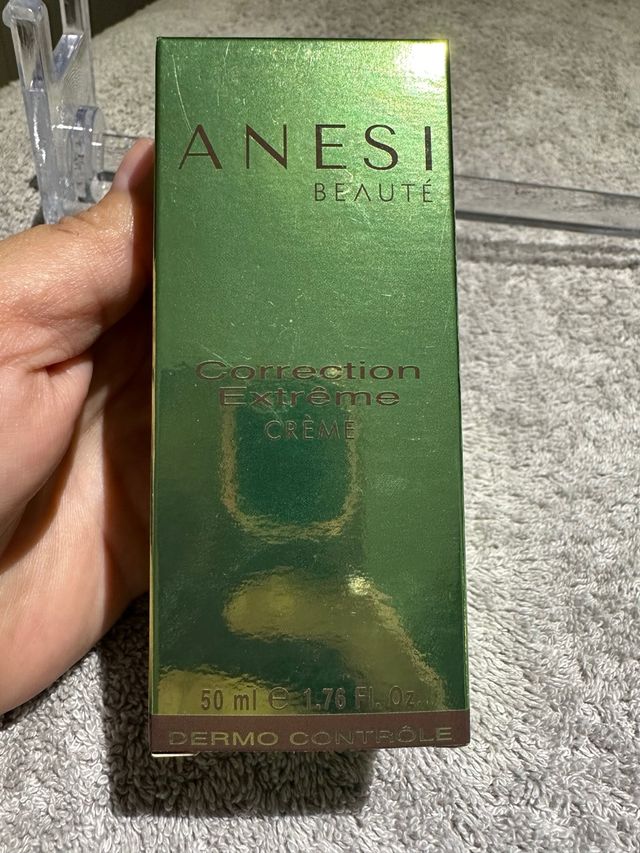 ANESI
BEAUTÉ
Correction
Extrême
CRÈME
50 ml ℮ 1.76 Fl. Oz.
DERMO CONTRÔLE